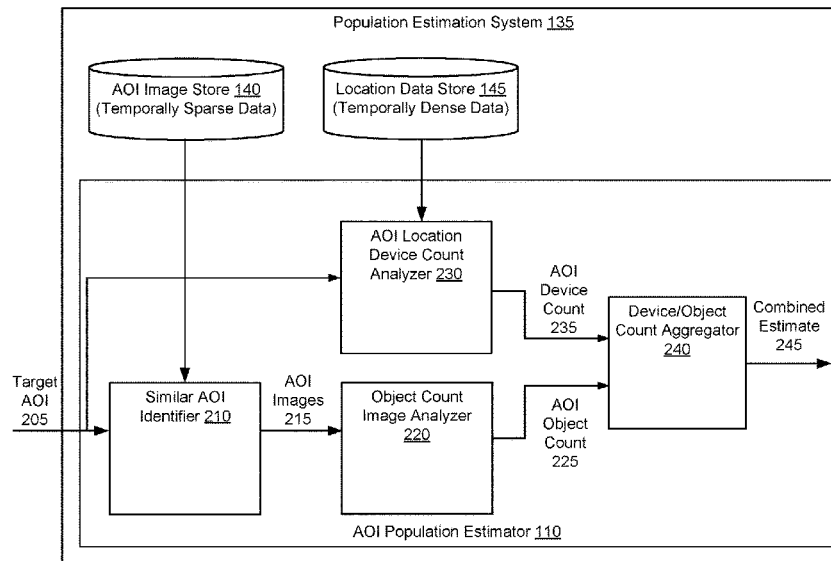 Population Estimation System 135
AOI Image Store 140
(Temporally Sparse Data)
Location Data Store 145
(Temporally Dense Data)
AOI Location
Device Count
Analyzer 230
AOI
Device
Count
235
Device/Object
Count Aggregator
240
Combined
Estimate
245
Target
AOI
205
Similar AOI
Identifier 210
AOI
Images
215
Object Count
Image Analyzer
220
AOI
Object
Count
225
AOI Population Estimator 110